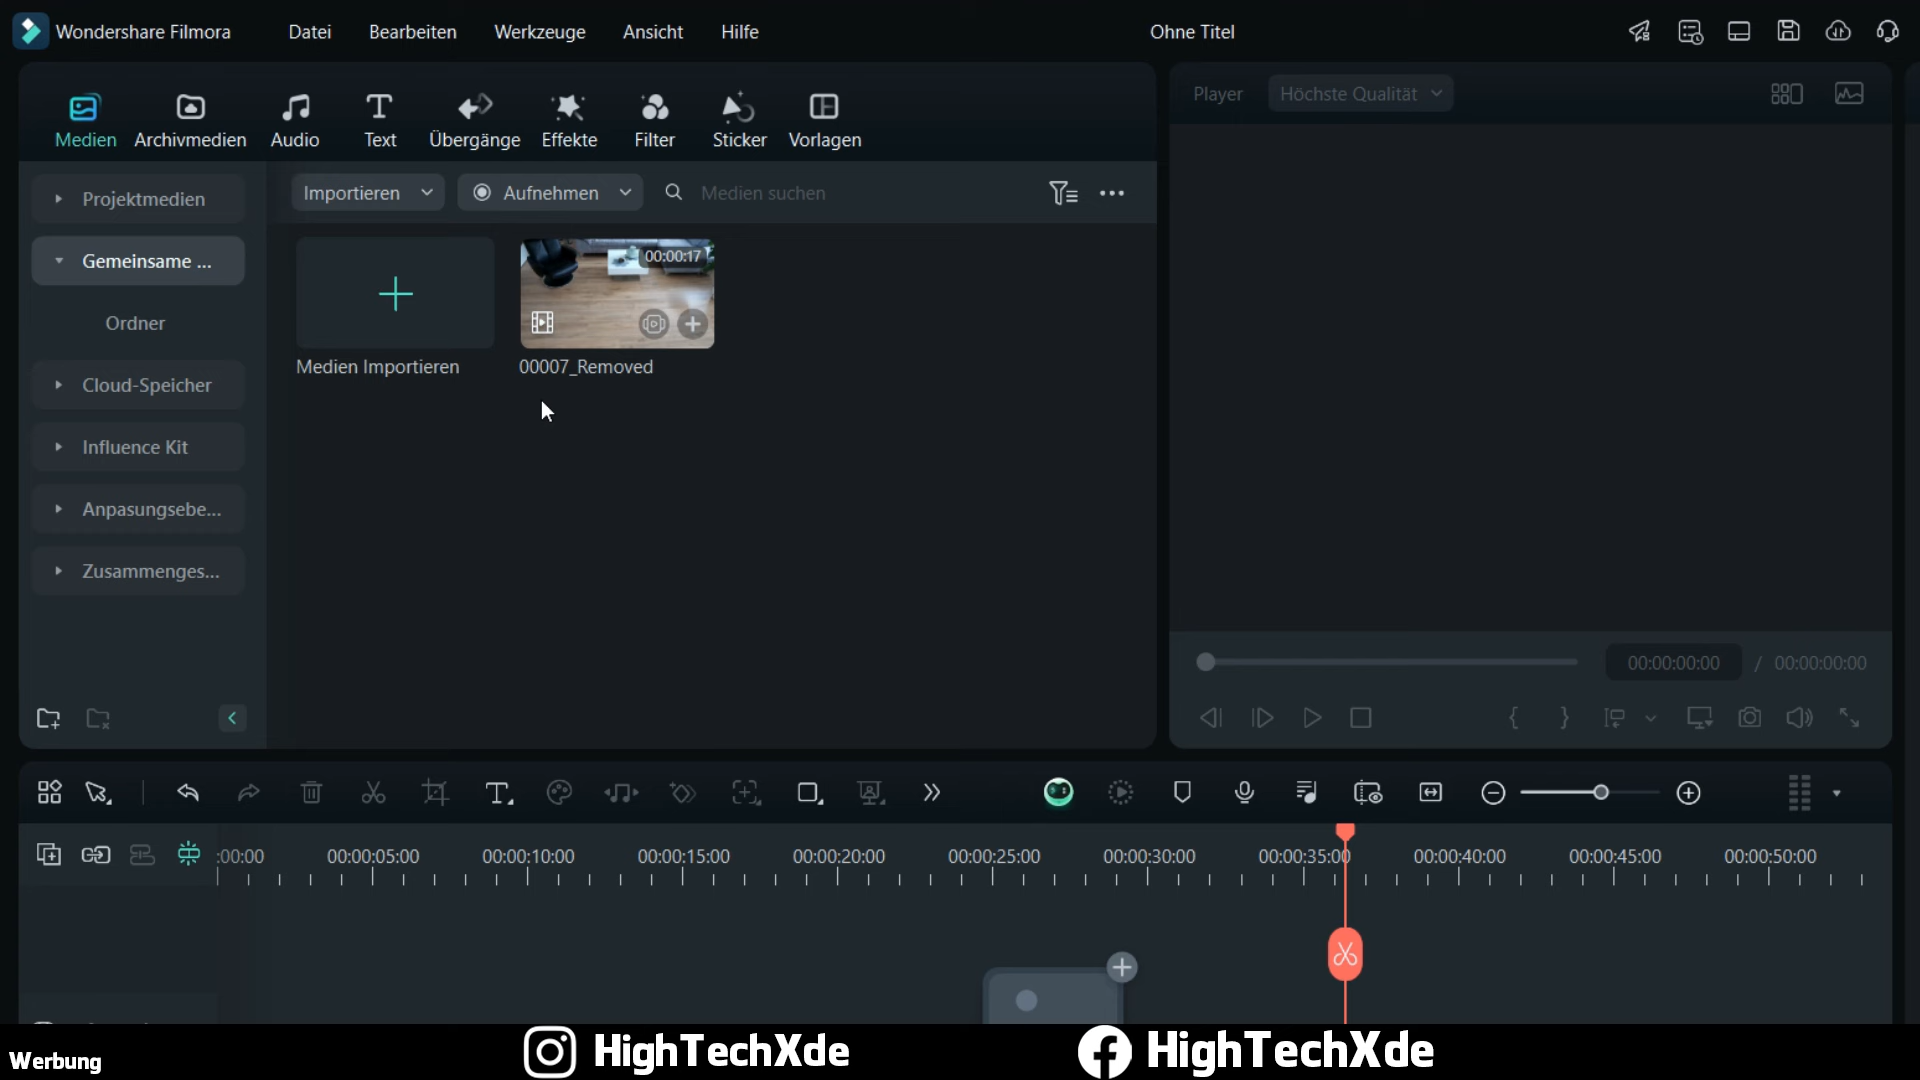 Wondershare Filmora Datei Bearbeiten Werkzeuge Ansicht Hilfe Ohne Titel
Medien Archivmedien Audio Text Übergänge Effekte Filter Sticker Vorlagen
Player Höchste Qualität
Projektmedien
Gemeinsame ...
Ordner
Cloud-Speicher
Influence Kit
Anpasungsebe...
Zusammenges...
Importieren Aufnehmen Medien suchen
00:00:17
Medien Importieren 00007_Removed
00:00:00:00 / 00:00:00:00
:00:00 00:00:05:00 00:00:10:00 00:00:15:00 00:00:20:00 00:00:25:00 00:00:30:00 00:00:35:00 00:00:40:00 00:00:45:00 00:00:50:00
Werbung HighTechXde HighTechXde